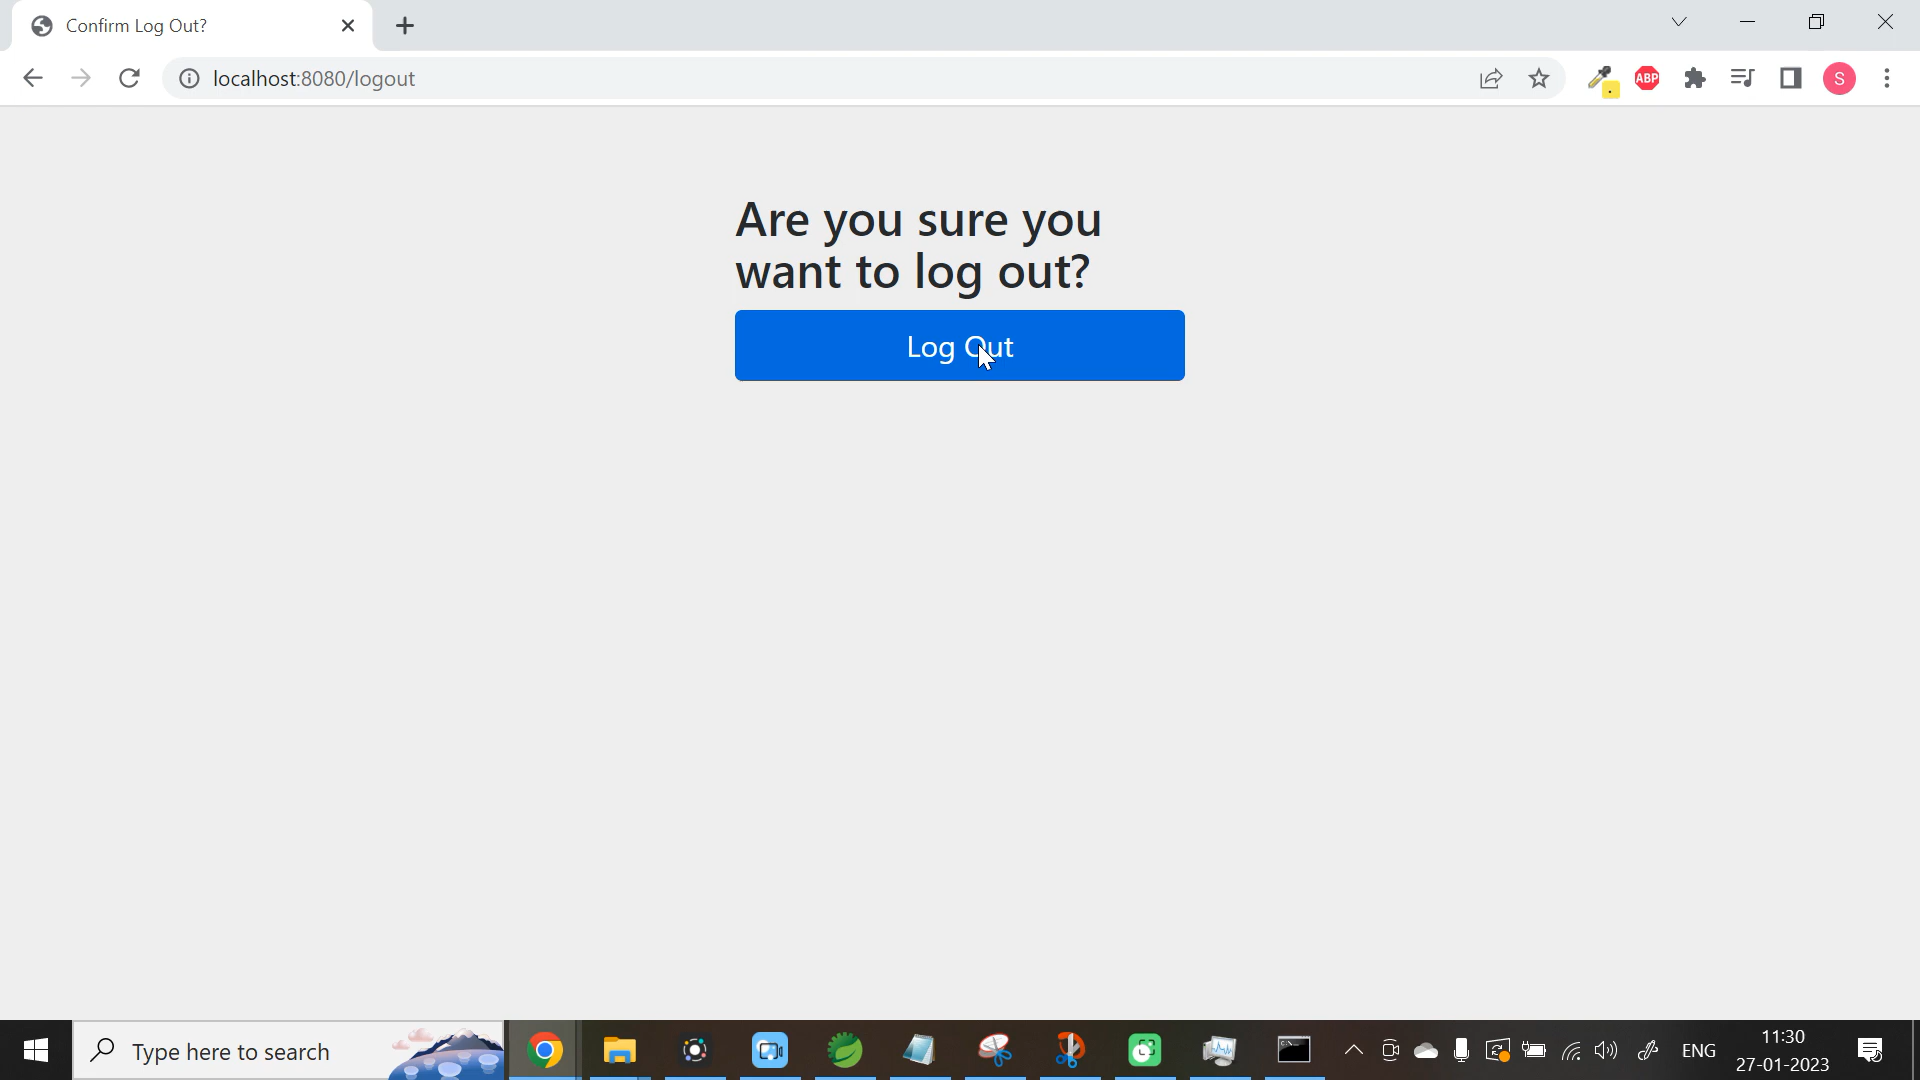 Confirm Log Out?
localhost:8080/logout
ABP
S
Are you sure you
want to log out?
Log Out
Type here to search
ENG
11:30
27-01-2023